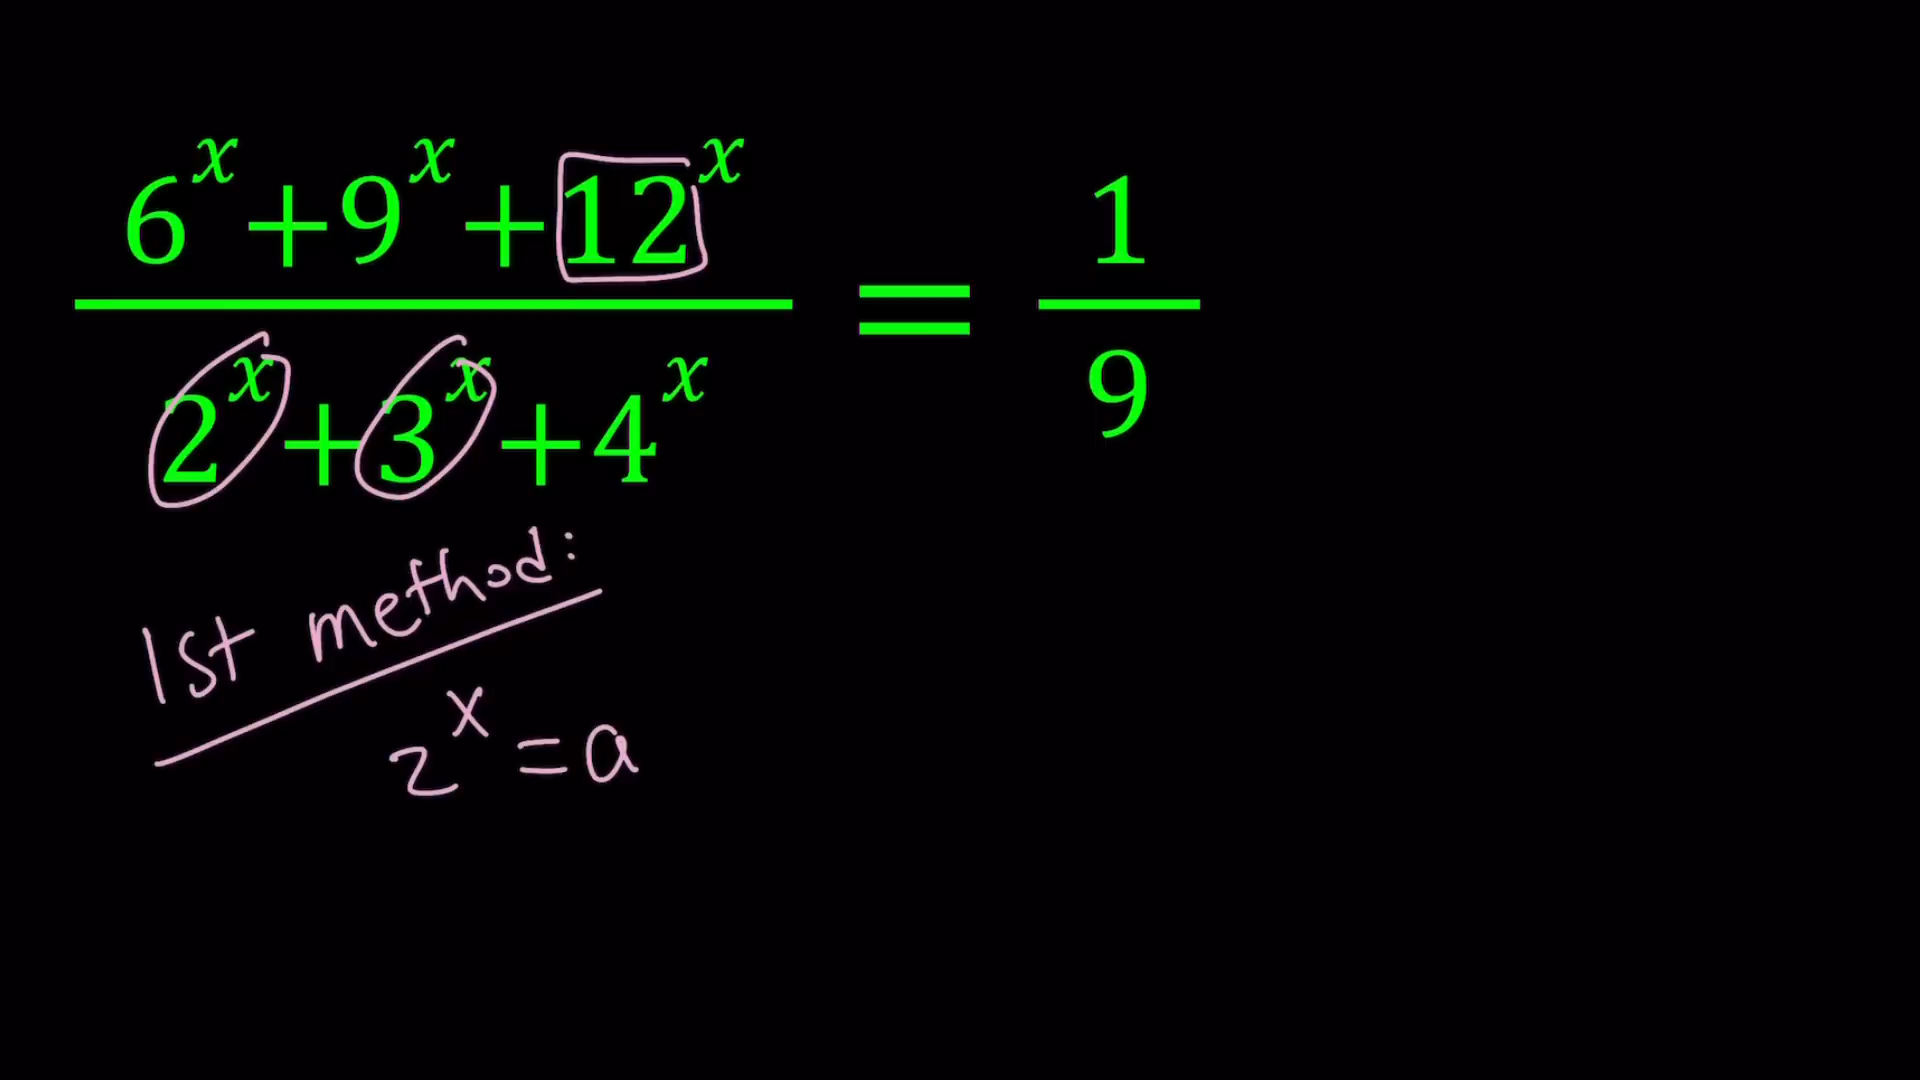 6^x+9^x+12^x
2^x+3^x+4^x
=
1
9
1st method:
2^x = a